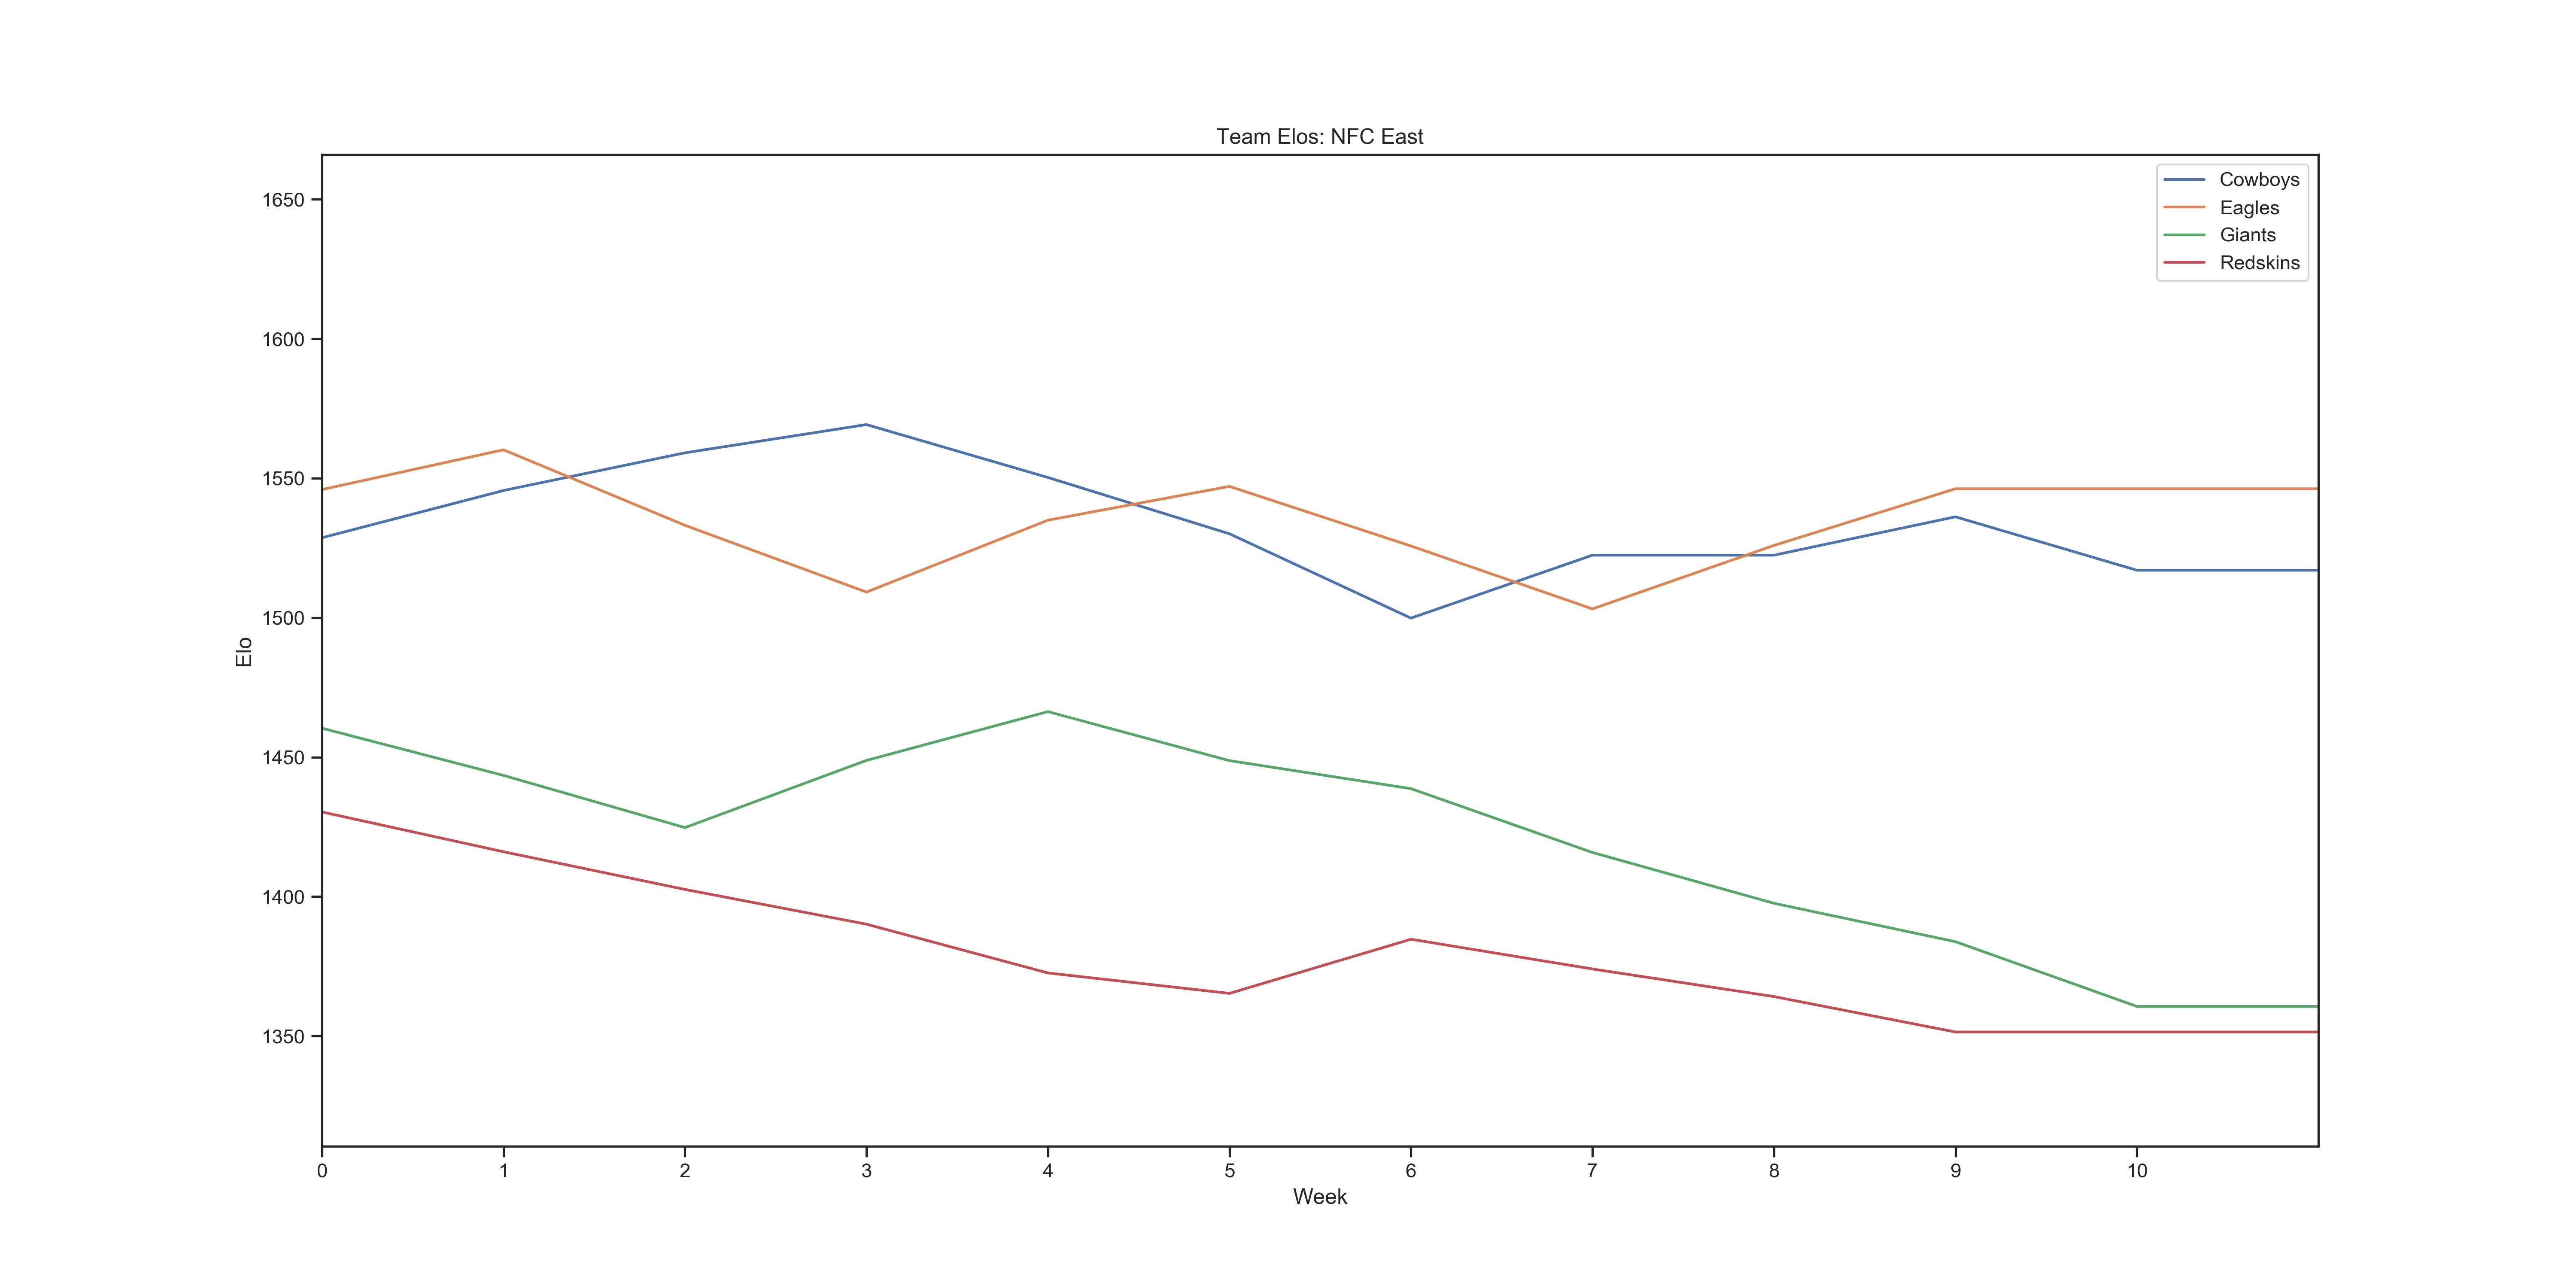 Team Elos: NFC East
Cowboys
Eagles
Giants
Redskins
1650
1600
1550
1500
1450
1400
1350
Elo
0 1 2 3 4 5 6 7 8 9 10
Week